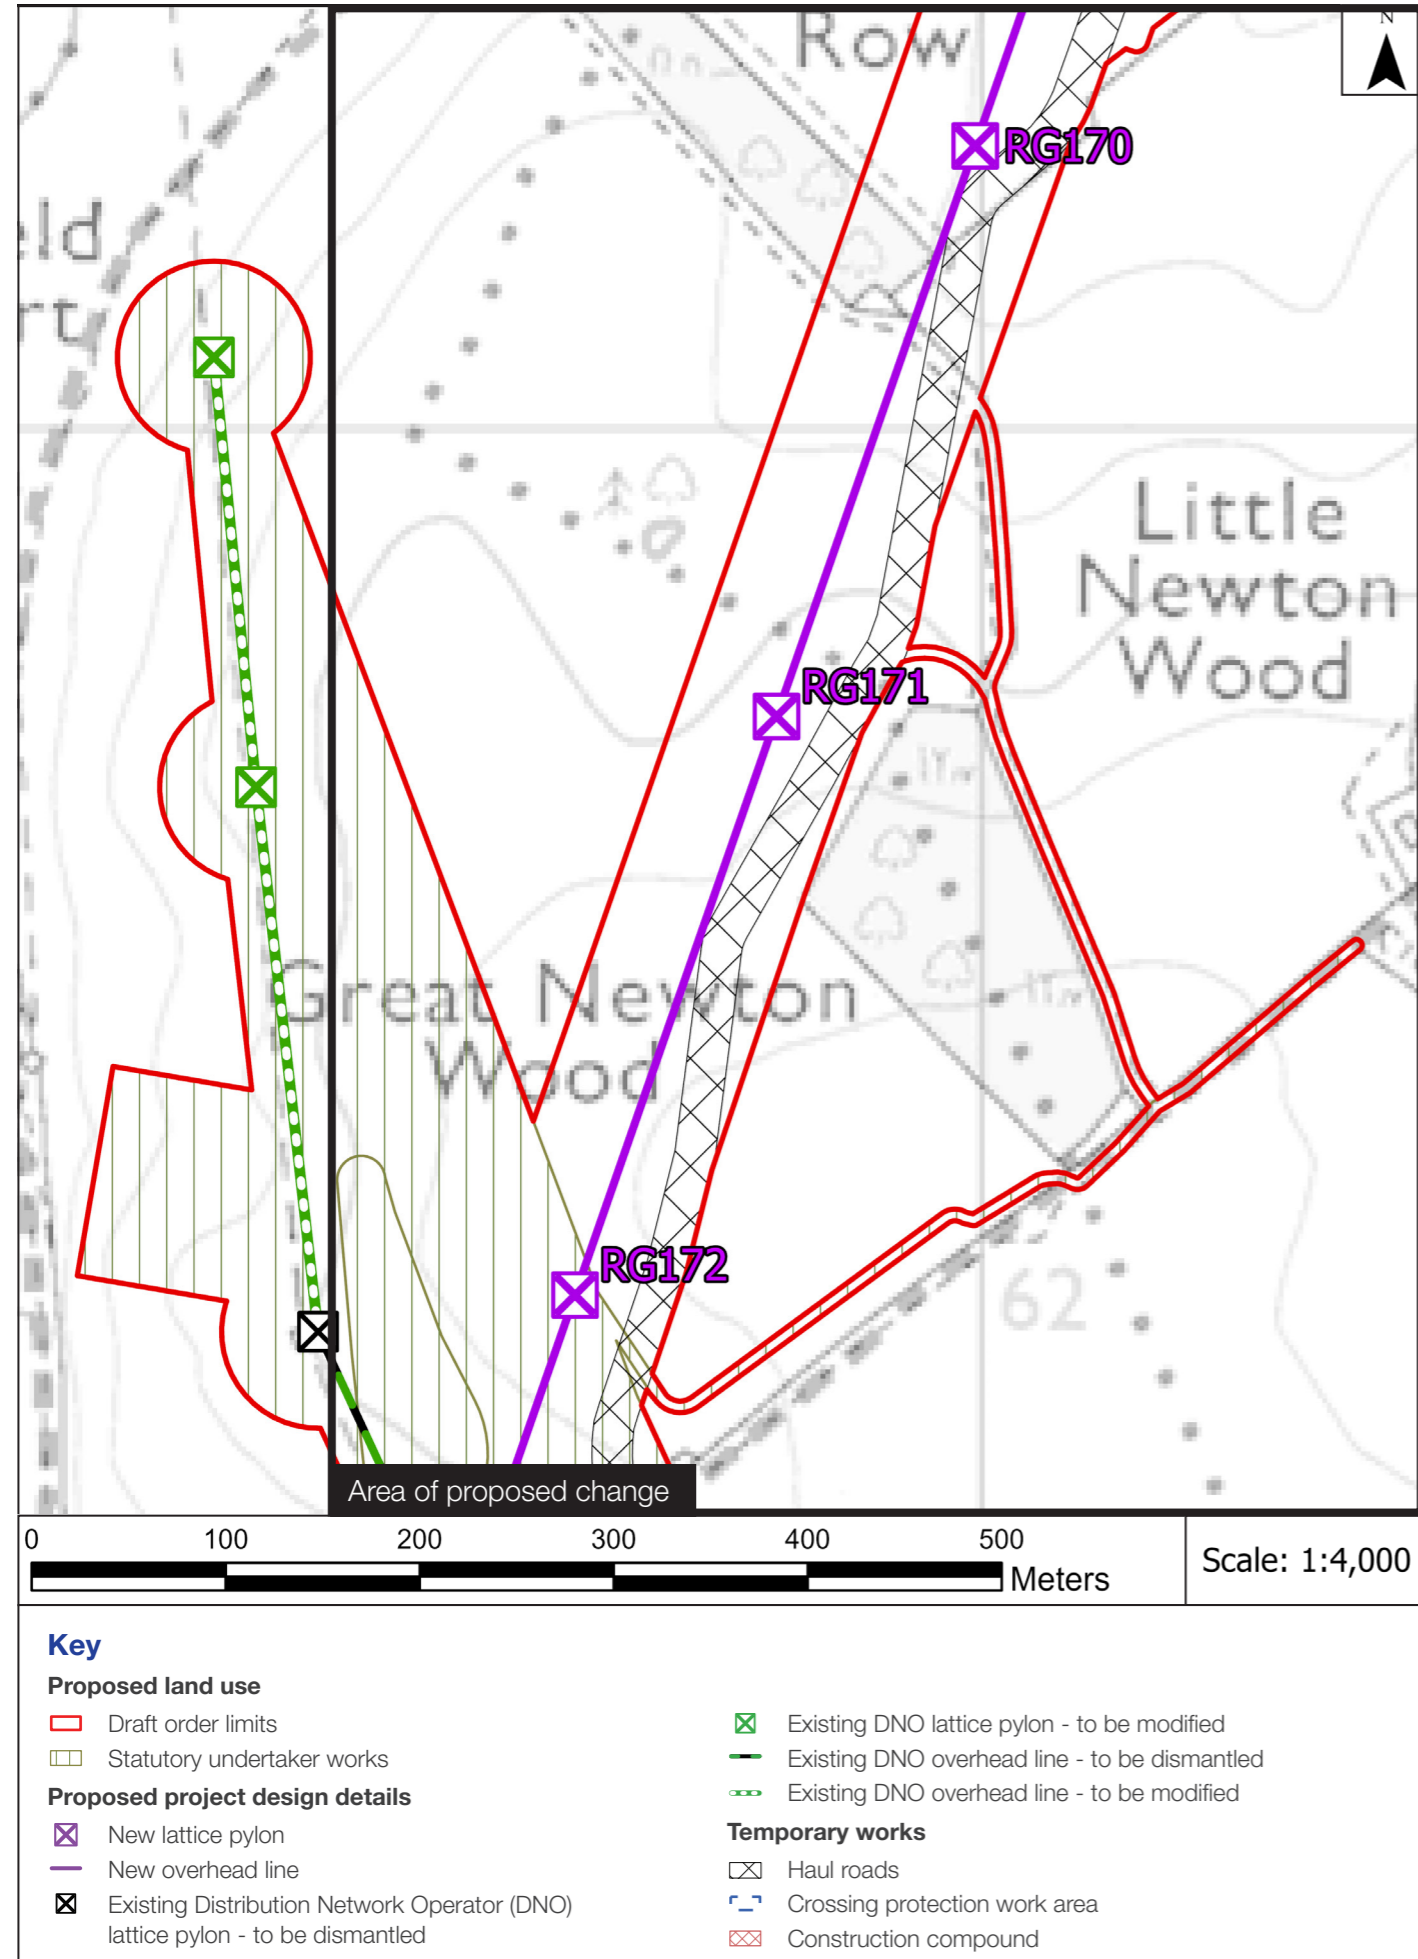 Row
N
RG170
eld
rt
Little
Newton
Wood
RG171
Great Newton
Wood
RG172
62
Area of proposed change
0 100 200 300 400 500
Meters
Scale: 1:4,000
Key
Proposed land use
Draft order limits
Statutory undertaker works
Proposed project design details
New lattice pylon
New overhead line
Existing Distribution Network Operator (DNO)
lattice pylon - to be dismantled
Existing DNO lattice pylon - to be modified
Existing DNO overhead line - to be dismantled
Existing DNO overhead line - to be modified
Temporary works
Haul roads
Crossing protection work area
Construction compound